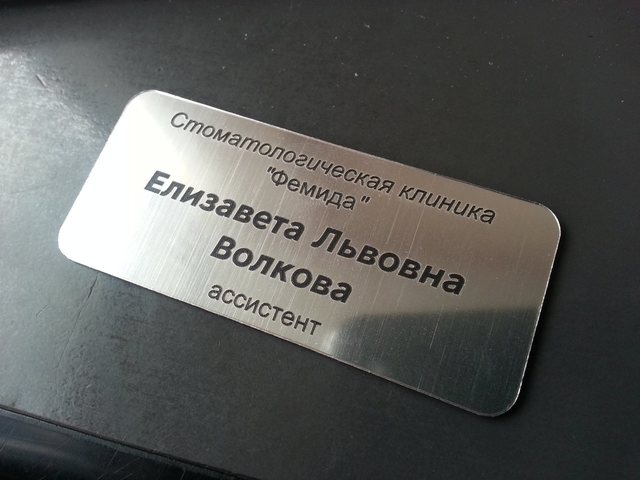 Стоматологическая клиника
"Фемида"
Елизавета Львовна
Волкова
ассистент